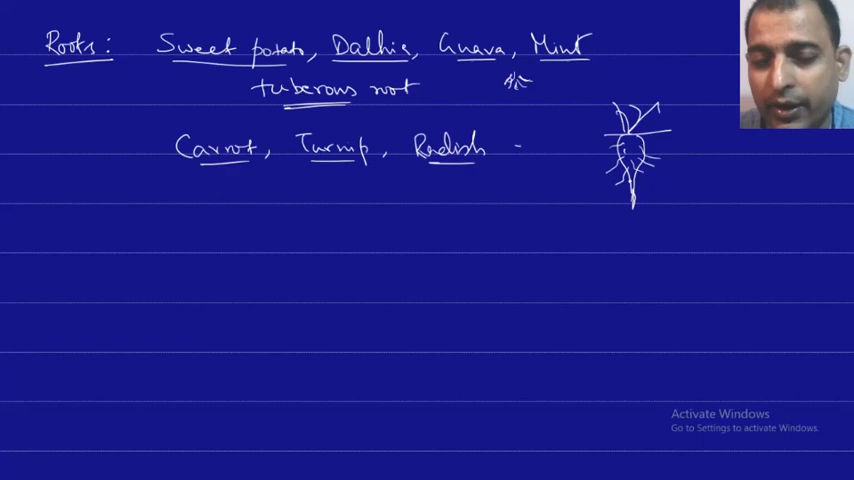 Roots: Sweet potato, Dalhia, Guava, Mint
tuberous root
Carrot, Turnip, Radish -
Activate Windows
Go to Settings to activate Windows.